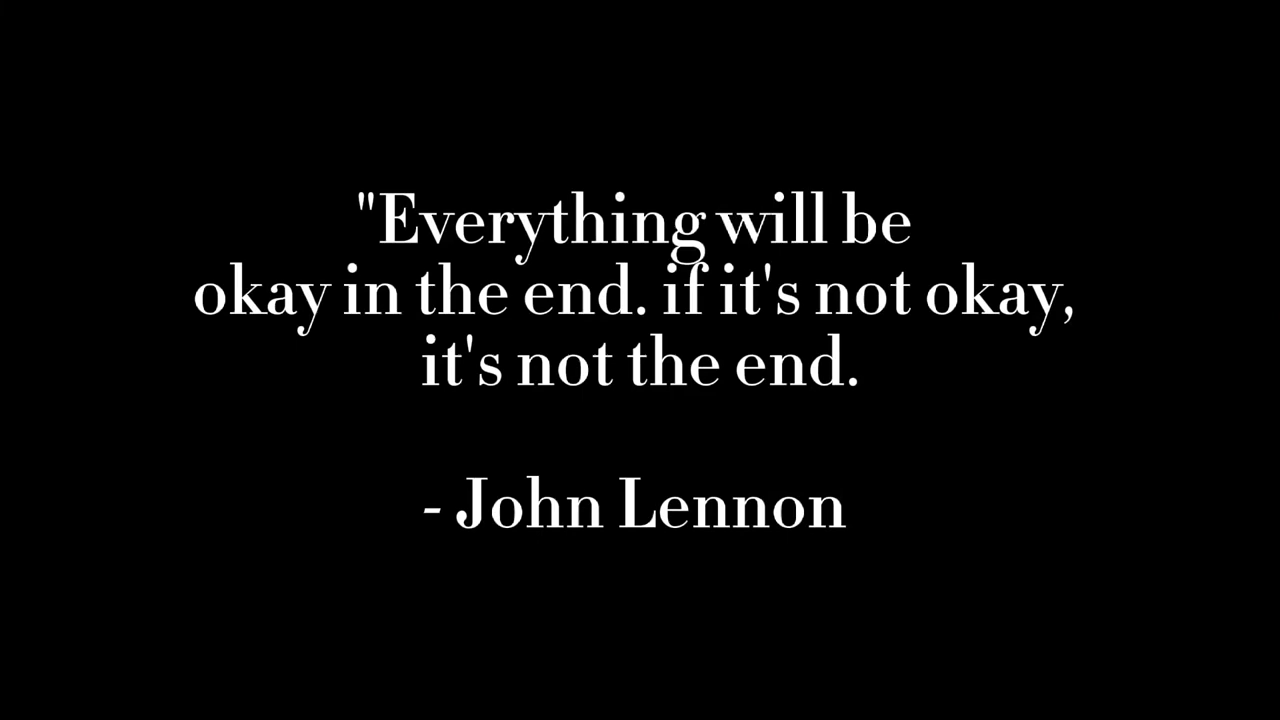 "Everything will be
okay in the end. if it's not okay,
it's not the end.
- John Lennon